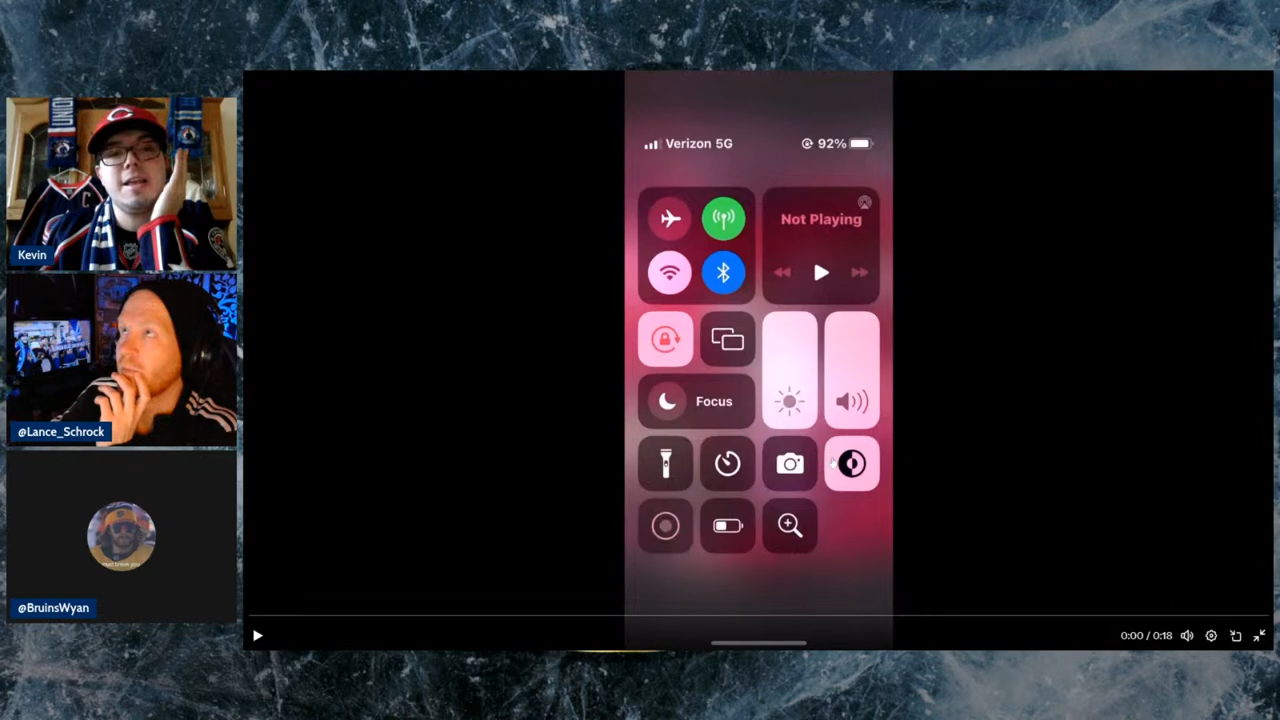 Kevin
@Lance_Schrock
@BruinsWyan
Verizon 5G
92%
Not Playing
Focus
0:00 / 0:18